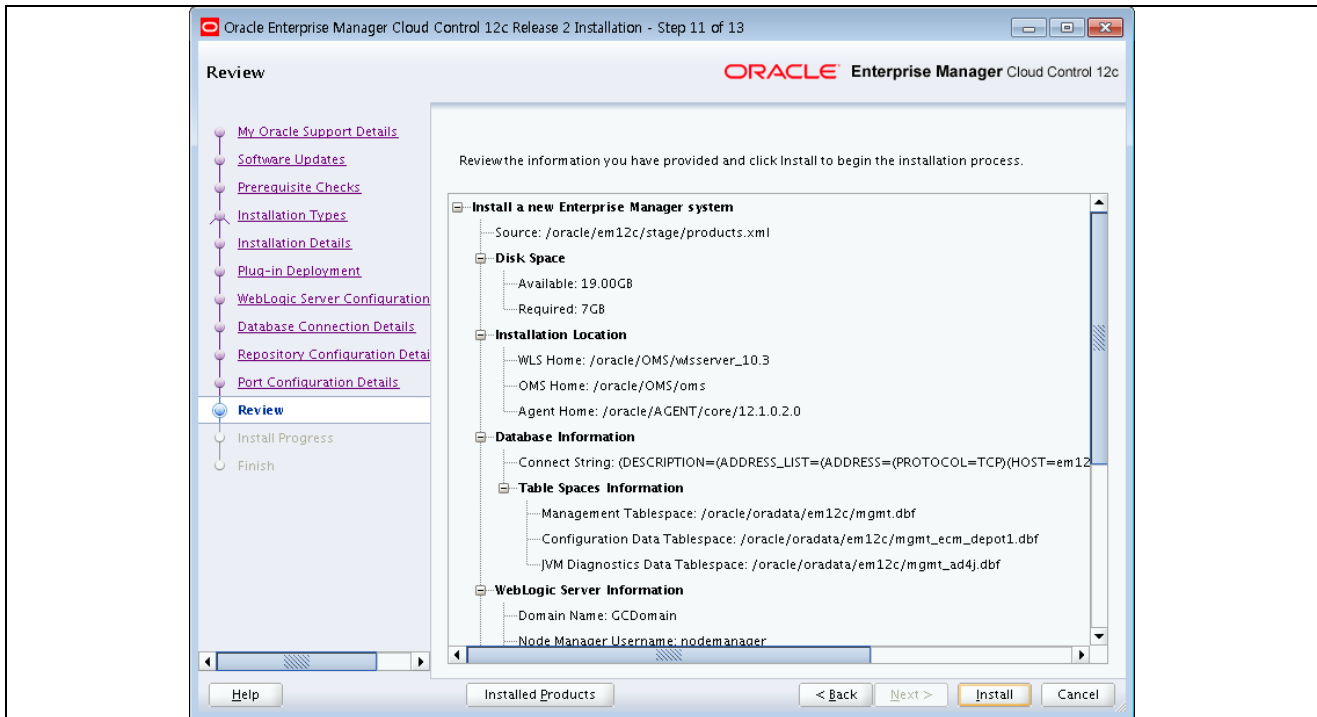 Oracle Enterprise Manager Cloud Control 12c Release 2 Installation - Step 11 of 13
Review
ORACLE Enterprise Manager Cloud Control 12c
My Oracle Support Details
Software Updates
Prerequisite Checks
Installation Types
Installation Details
Plug-in Deployment
WebLogic Server Configuration
Database Connection Details
Repository Configuration Detai
Port Configuration Details
Review
Install Progress
Finish
Review the information you have provided and click Install to begin the installation process.
Install a new Enterprise Manager system
Source: /oracle/em12c/stage/products.xml
Disk Space
Available: 19.00GB
Required: 7GB
Installation Location
WLS Home: /oracle/OMS/wlsserver_10.3
OMS Home: /oracle/OMS/oms
Agent Home: /oracle/AGENT/core/12.1.0.2.0
Database Information
Connect String: (DESCRIPTION=(ADDRESS_LIST=(ADDRESS=(PROTOCOL=TCP)(HOST=em12
Table Spaces Information
Management Tablespace: /oracle/oradata/em12c/mgmt.dbf
Configuration Data Tablespace: /oracle/oradata/em12c/mgmt_ecm_depot1.dbf
JVM Diagnostics Data Tablespace: /oracle/oradata/em12c/mgmt_ad4j.dbf
WebLogic Server Information
Domain Name: GCDomain
Node Manager Username: nodemanager
Help
Installed Products
< Back
Next >
Install
Cancel